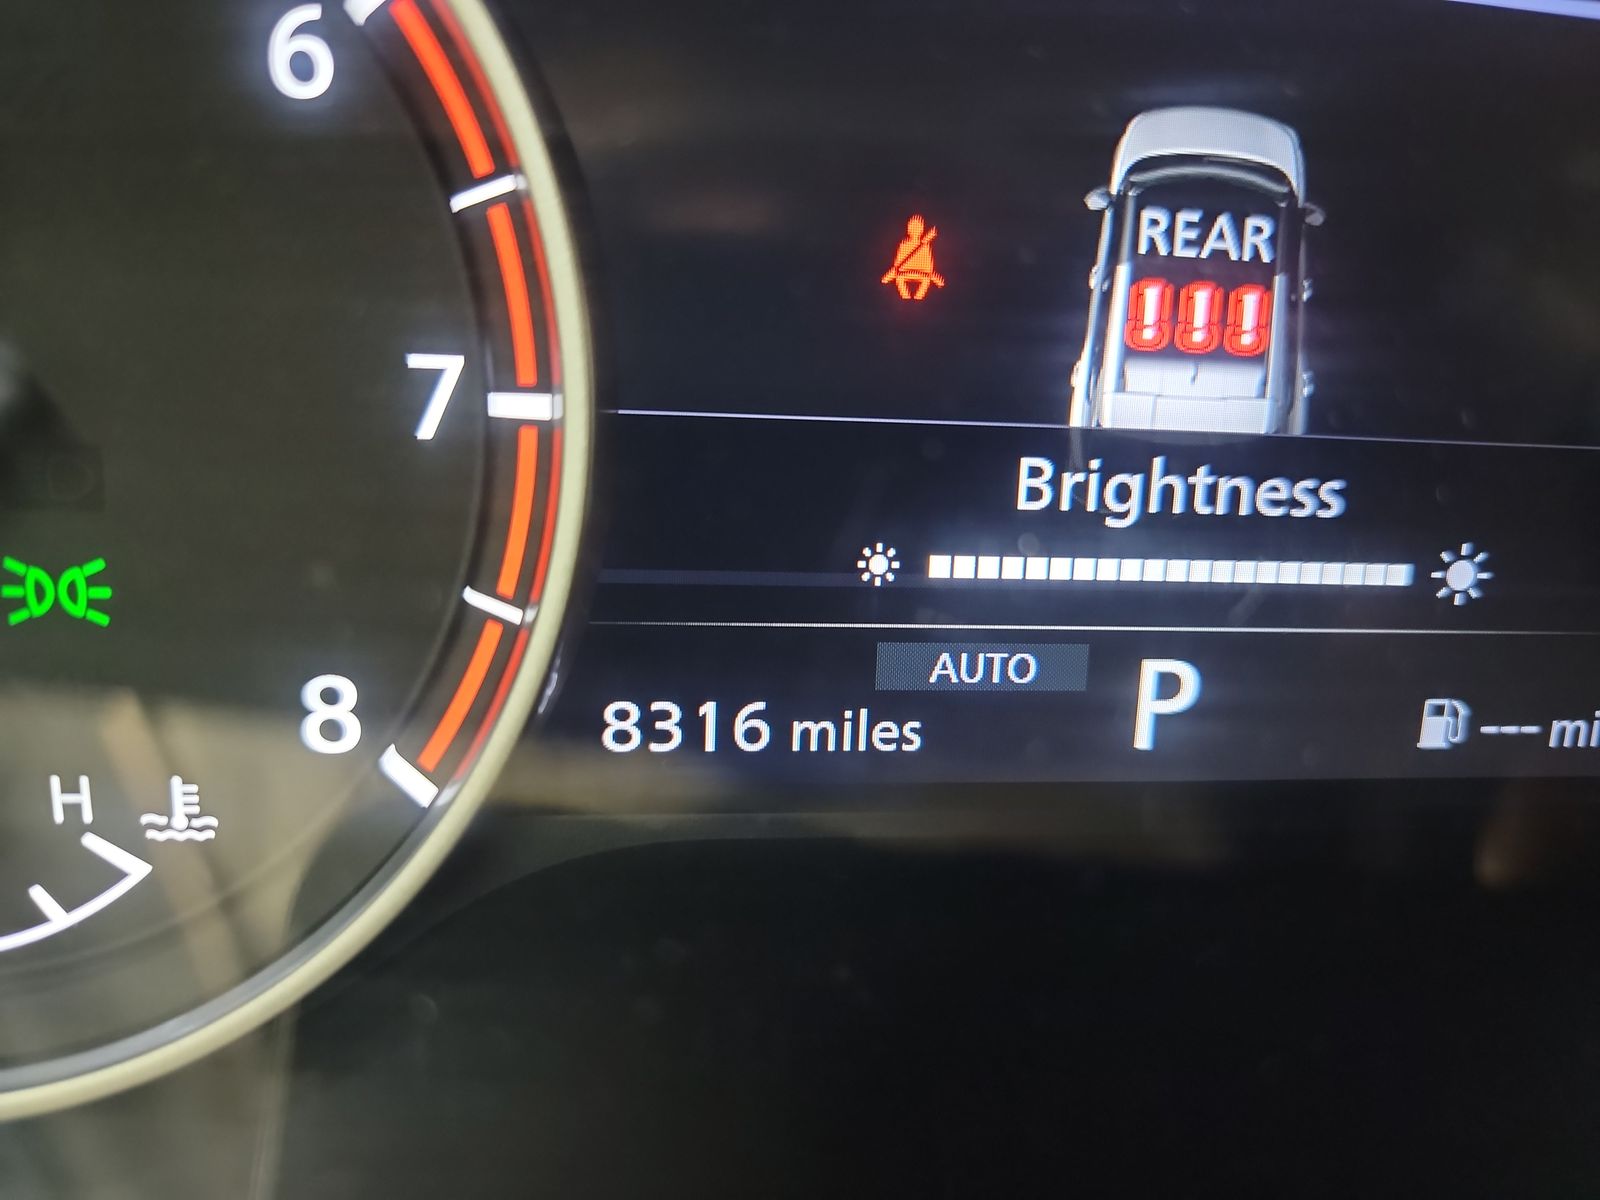 6
REAR
7
Brightness
AUTO
P
8316 miles
--- mi
8
H